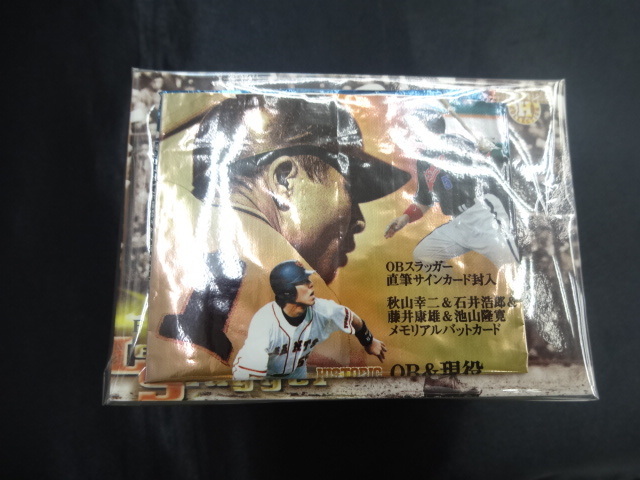 H
OBスラッガー
直筆サインカード封入
秋山幸二&石井浩郎&
藤井康雄&池山隆寛
メモリアルバットカード
HISTORIC
OB&現役
Slugger